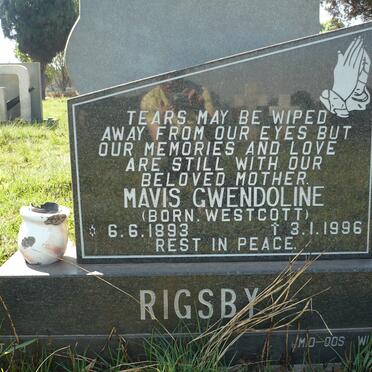 TEARS MAY BE WIPED
AWAY FROM OUR EYES BUT
OUR MEMORIES AND LOVE
ARE STILL WITH OUR
BELOVED MOTHER
MAVIS GWENDOLINE
(BORN WESTCOTT)
* 6.6.1893 † 3.1.1996
REST IN PEACE.
RIGSBY